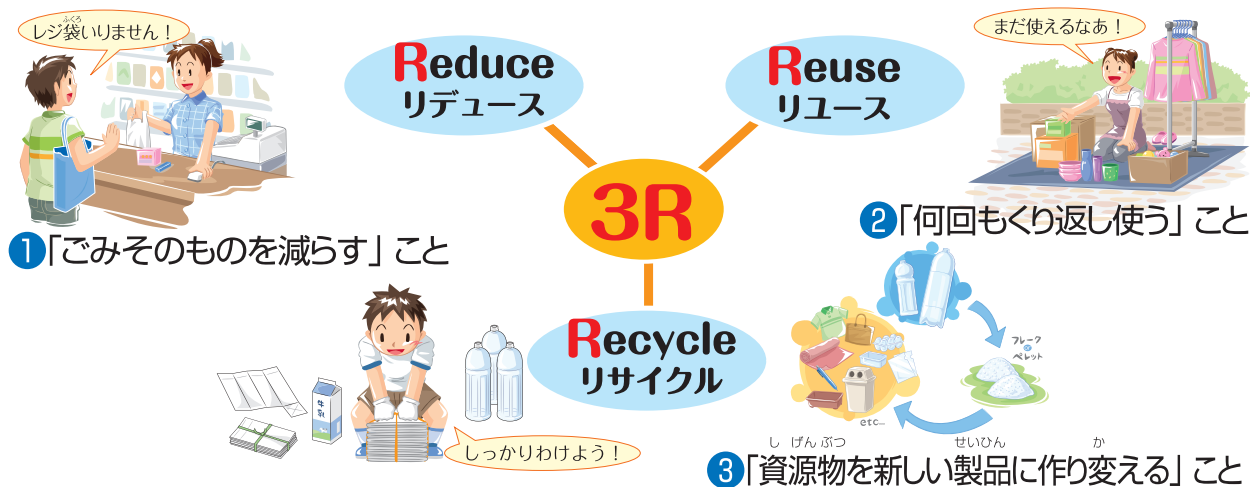 レジ袋いりません！
ふくろ
Reduce
リデュース
❶「ごみそのものを減らす」こと
Reuse
リユース
まだ使えるなあ！
❷「何回もくり返し使う」こと
3R
Recycle
リサイクル
牛乳
しっかりわけよう！
フレーク
ペレット
etc...
しげんぶつ せいひん か
❸「資源物を新しい製品に作り変える」こと